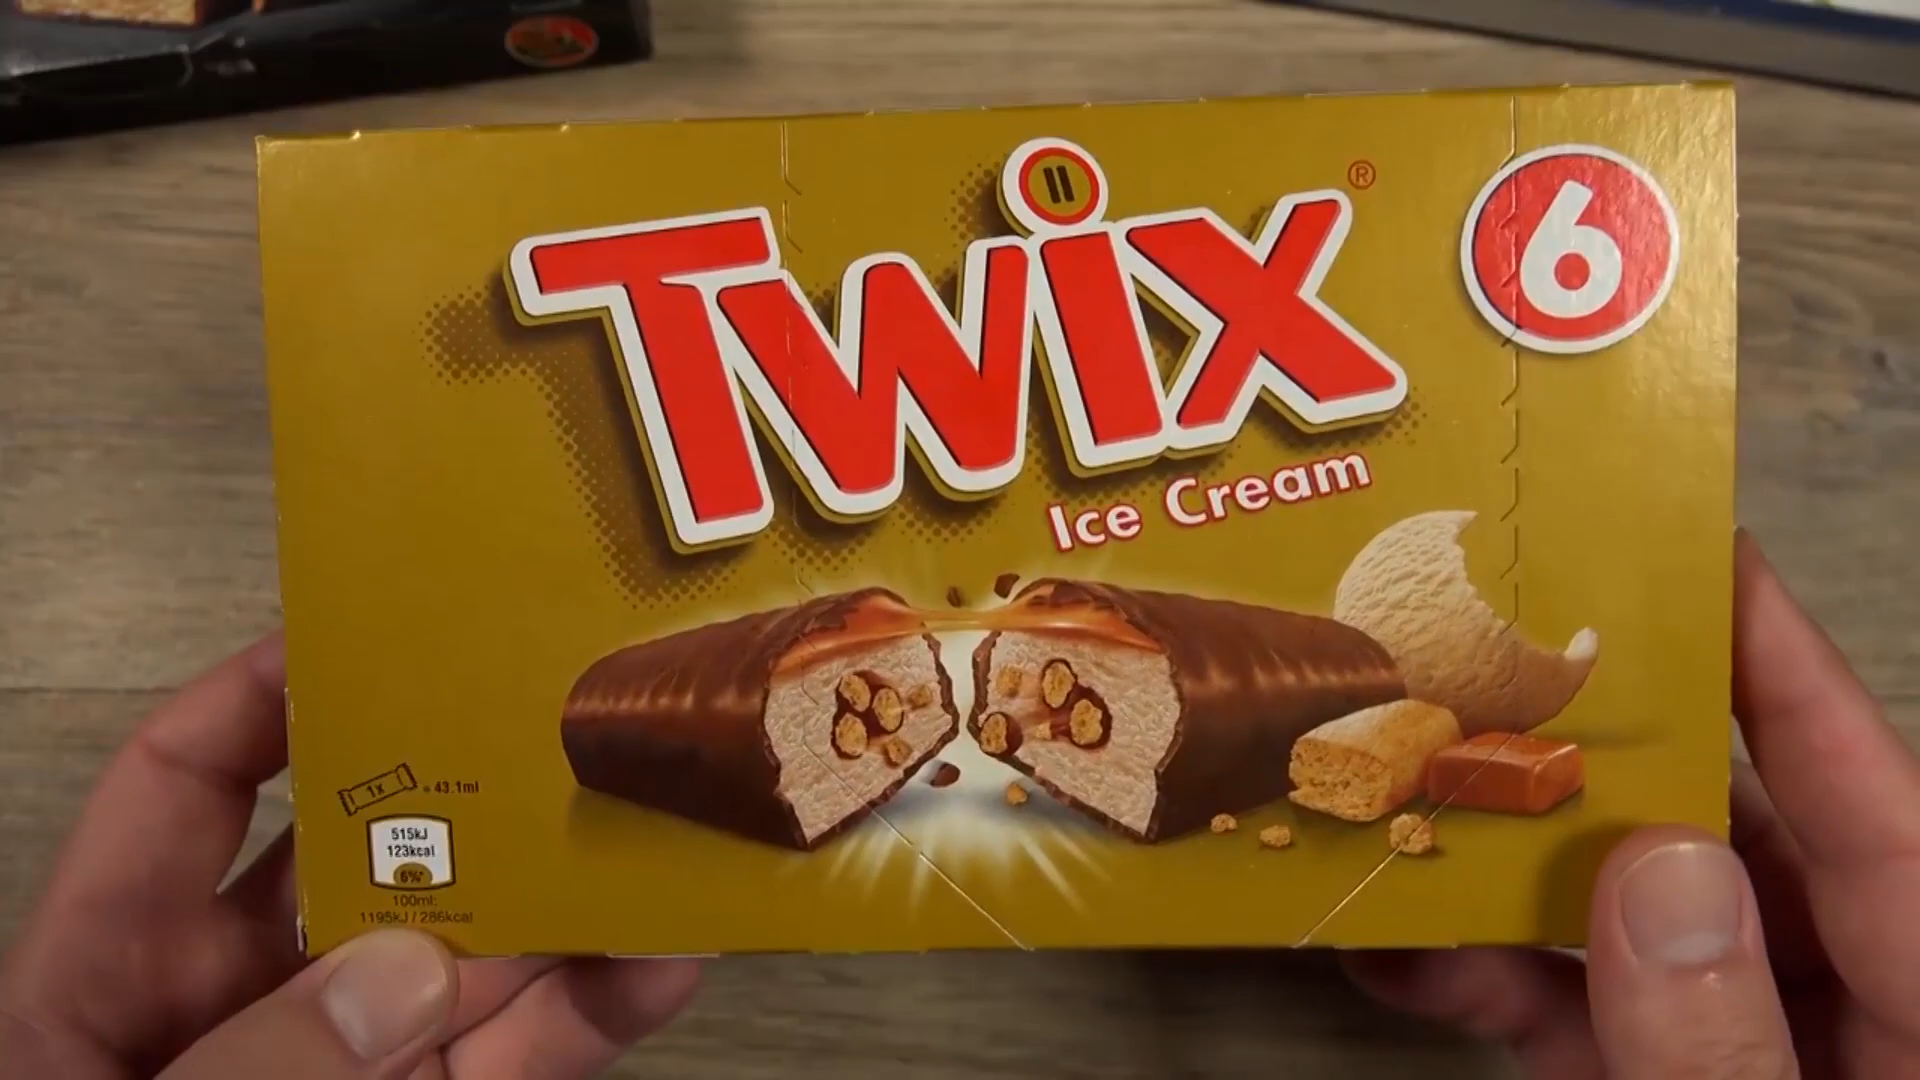 TWIX
®
6
Ice Cream
1x = 43.1ml
515kJ
123kcal
6%*
100ml:
1195kJ / 286kcal